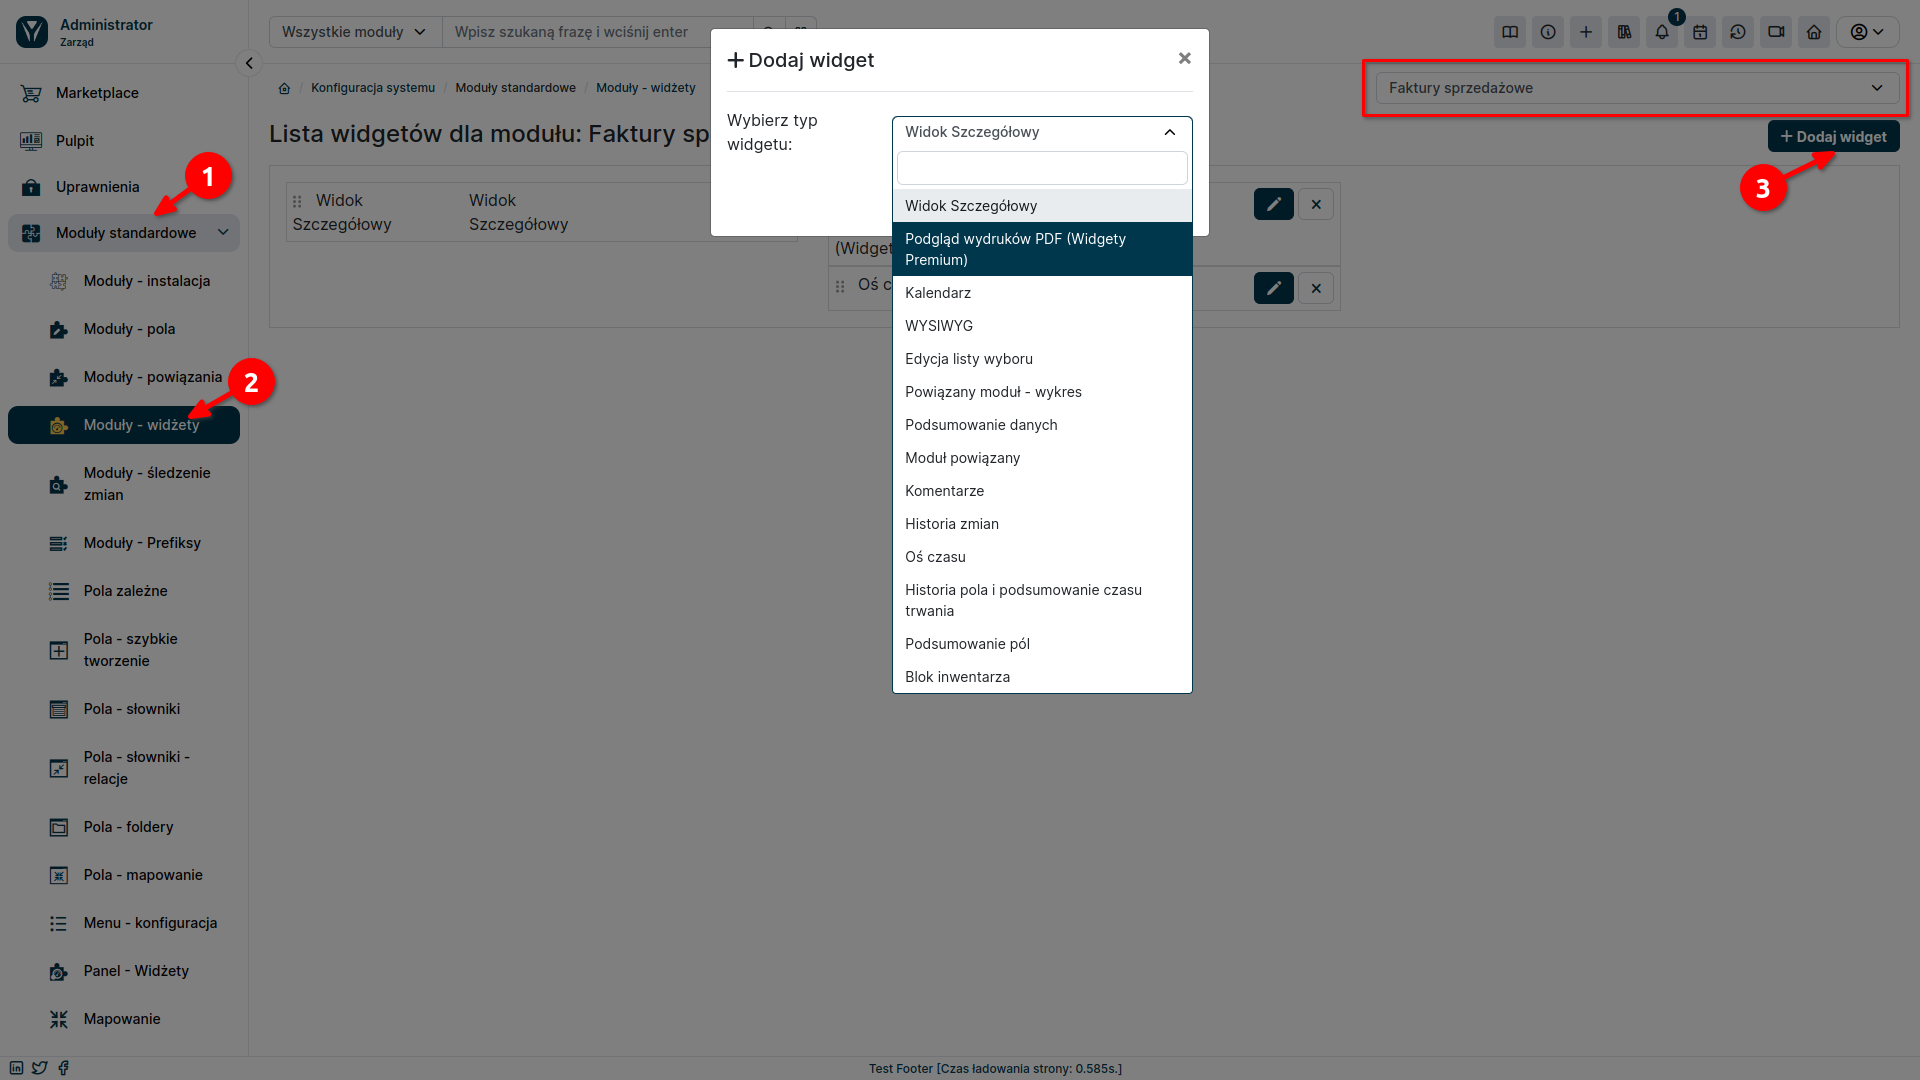 Administrator
Zarząd
Wszystkie moduły
Wpisz szukaną frazę i wciśnij enter
1
Marketplace
Pulpit
Uprawnienia
1
Moduły standardowe
Moduły - instalacja
Moduły - pola
Moduły - powiązania
2
Moduły - widżety
Moduły - śledzenie
zmian
Moduły - Prefiksy
Pola zależne
Pola - szybkie
tworzenie
Pola - słowniki
Pola - słowniki -
relacje
Pola - foldery
Pola - mapowanie
Menu - konfiguracja
Panel - Widżety
Mapowanie
/ Konfiguracja systemu / Moduły standardowe / Moduły - widżety
Faktury sprzedażowe
Lista widgetów dla modułu: Faktury sp
+ Dodaj widget
3
Widok
Szczegółowy
Widok
Szczegółowy
(Widget
Oś c
+ Dodaj widget
×
Wybierz typ
widgetu:
Widok Szczegółowy
Widok Szczegółowy
Podgląd wydruków PDF (Widgety
Premium)
Kalendarz
WYSIWYG
Edycja listy wyboru
Powiązany moduł - wykres
Podsumowanie danych
Moduł powiązany
Komentarze
Historia zmian
Oś czasu
Historia pola i podsumowanie czasu
trwania
Podsumowanie pól
Blok inwentarza
Test Footer [Czas ładowania strony: 0.585s.]